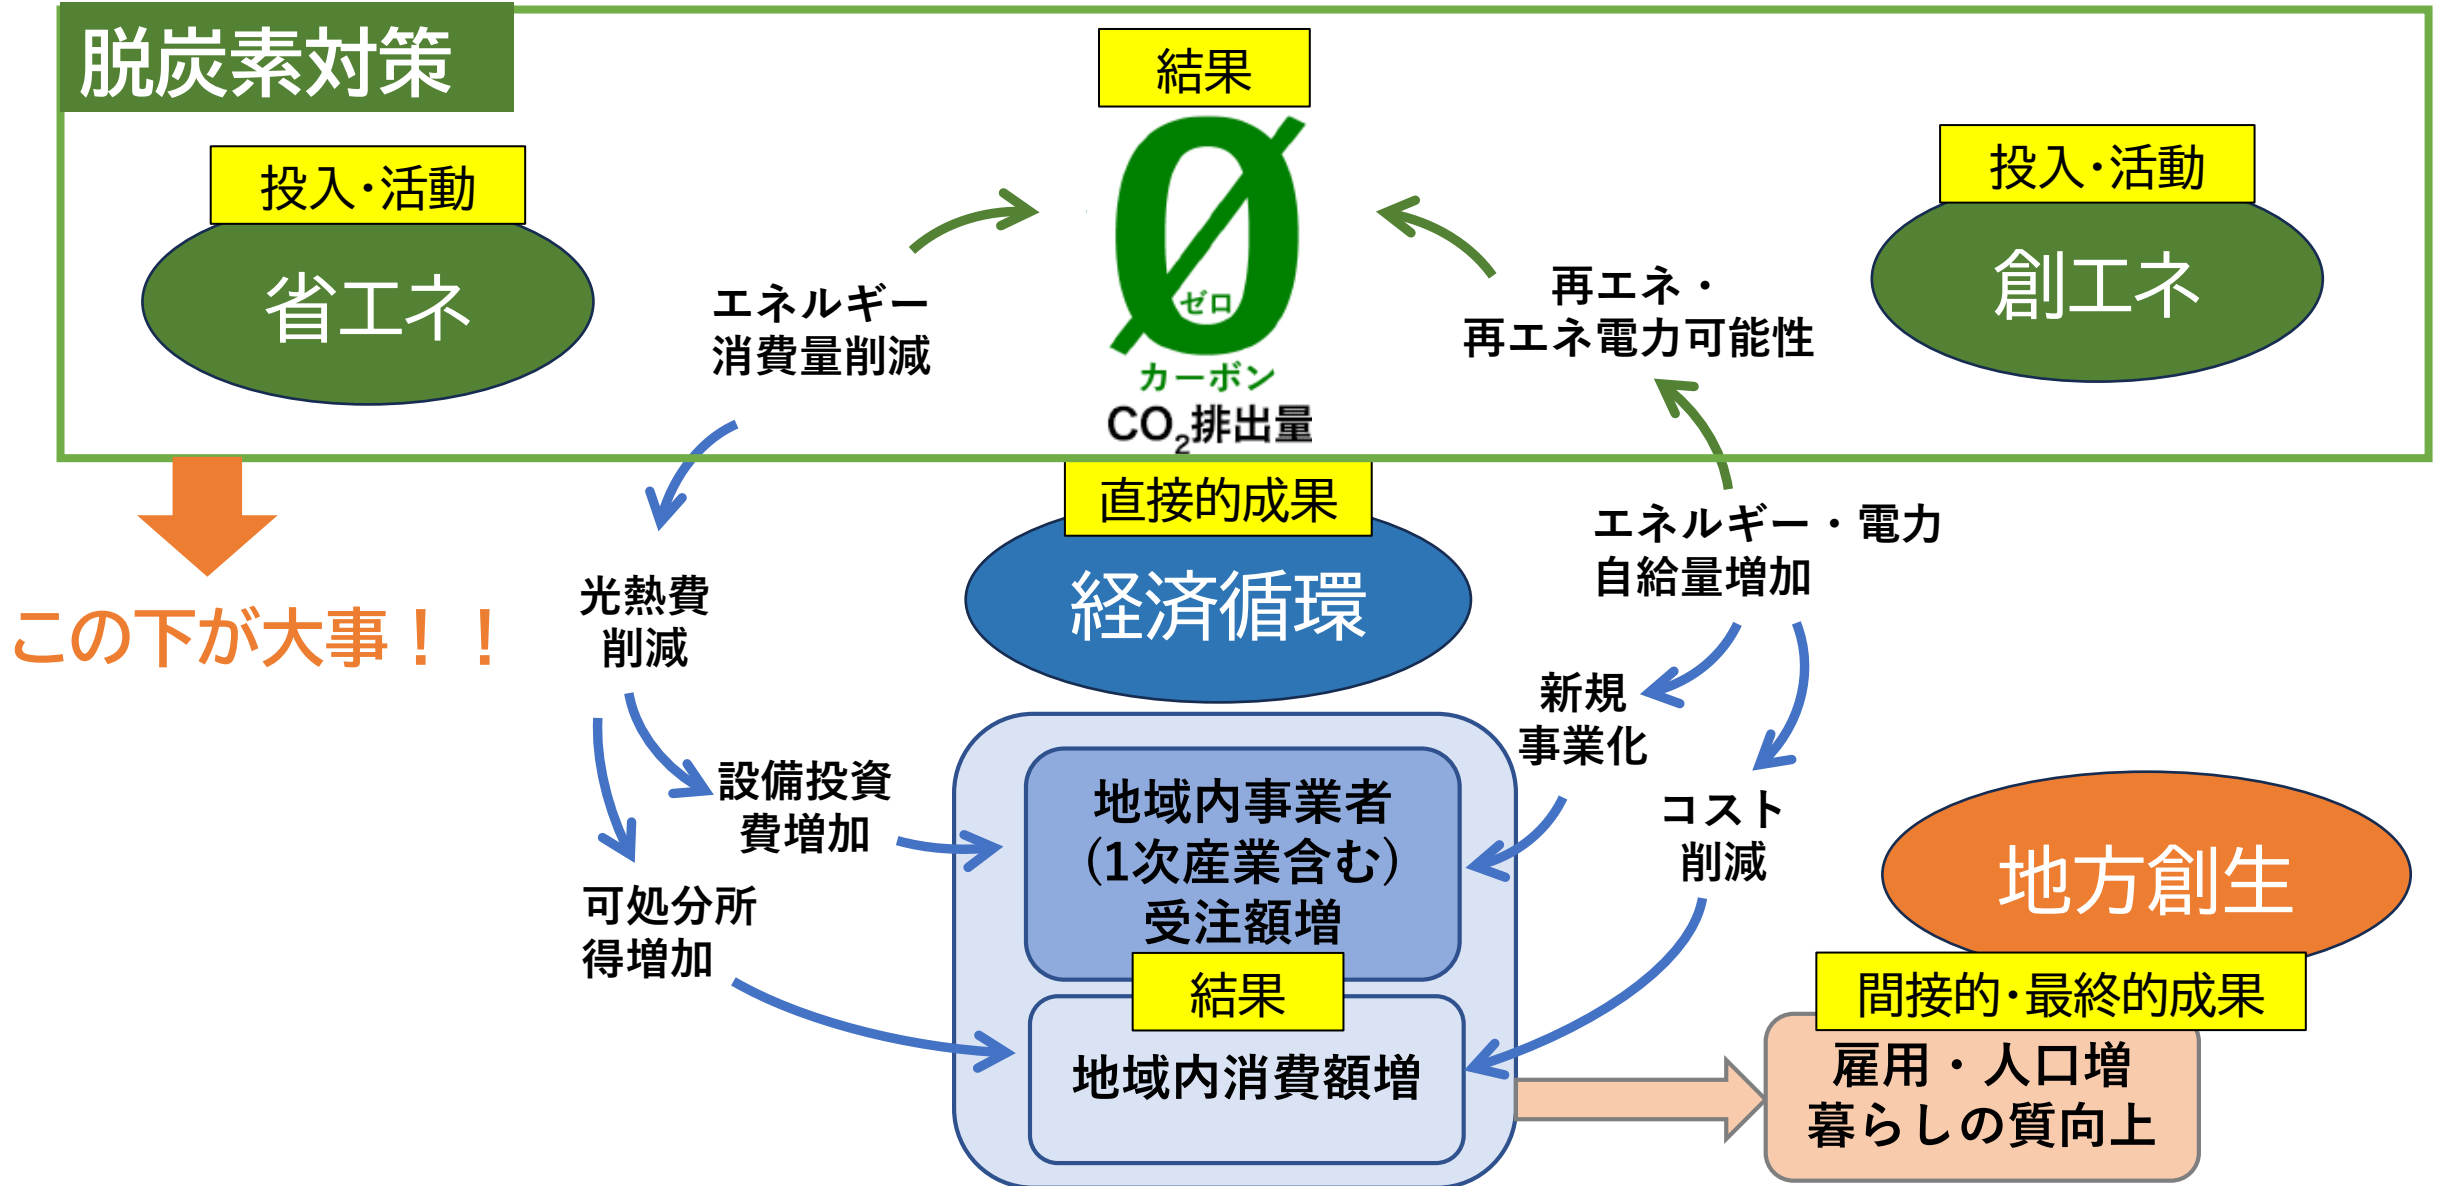 脱炭素対策
結果
投入・活動
省エネ
エネルギー
消費量削減
ゼロ
カーボン
CO₂排出量
再エネ・
再エネ電力可能性
投入・活動
創エネ
この下が大事！！
光熱費
削減
設備投資
費増加
可処分所
得増加
直接的成果
経済循環
地域内事業者
（1次産業含む）
受注額増
結果
地域内消費額増
エネルギー・電力
自給量増加
新規
事業化
コスト
削減
地方創生
間接的・最終的成果
雇用・人口増
暮らしの質向上